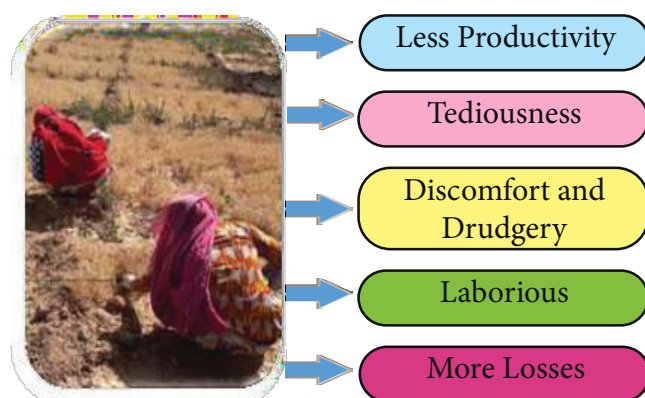 Less Productivity
Tediousness
Discomfort and
Drudgery
Laborious
More Losses